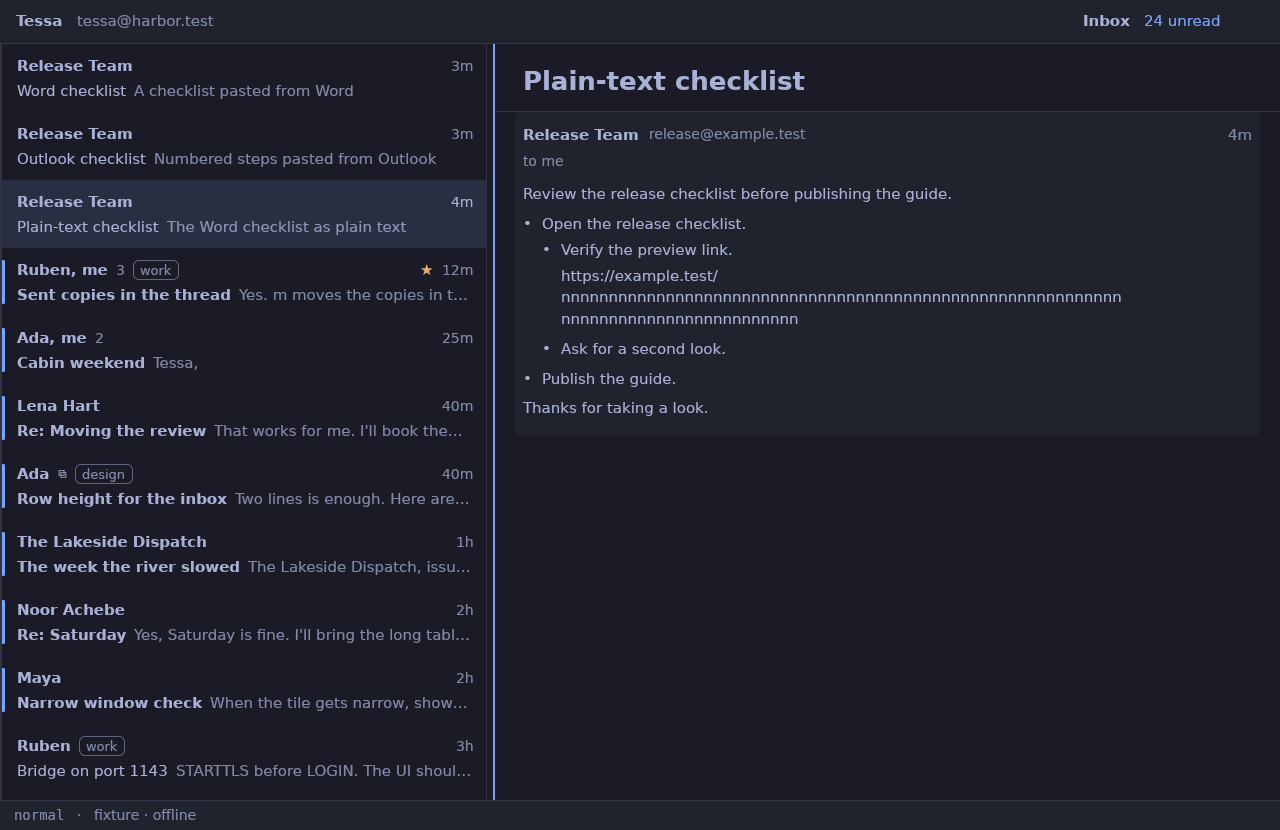 Tessa tessa@harbor.test Inbox 24 unread
Release Team 3m
Word checklist A checklist pasted from Word
Release Team 3m
Outlook checklist Numbered steps pasted from Outlook
Release Team 4m
Plain-text checklist The Word checklist as plain text
Ruben, me 3 work ★ 12m
Sent copies in the thread Yes. m moves the copies in t…
Ada, me 2 25m
Cabin weekend Tessa,
Lena Hart 40m
Re: Moving the review That works for me. I'll book the…
Ada ⧉ design 40m
Row height for the inbox Two lines is enough. Here are…
The Lakeside Dispatch 1h
The week the river slowed The Lakeside Dispatch, issu…
Noor Achebe 2h
Re: Saturday Yes, Saturday is fine. I'll bring the long tabl…
Maya 2h
Narrow window check When the tile gets narrow, show…
Ruben work 3h
Bridge on port 1143 STARTTLS before LOGIN. The UI shoul…
Plain-text checklist
Release Team release@example.test 4m
to me
Review the release checklist before publishing the guide.
• Open the release checklist.
• Verify the preview link.
https://example.test/
nnnnnnnnnnnnnnnnnnnnnnnnnnnnnnnnnnnnnnnnnnnnnnnnnnnnnnnnnnn
nnnnnnnnnnnnnnnnnnnnnnnnn
• Ask for a second look.
• Publish the guide.
Thanks for taking a look.
normal · fixture · offline